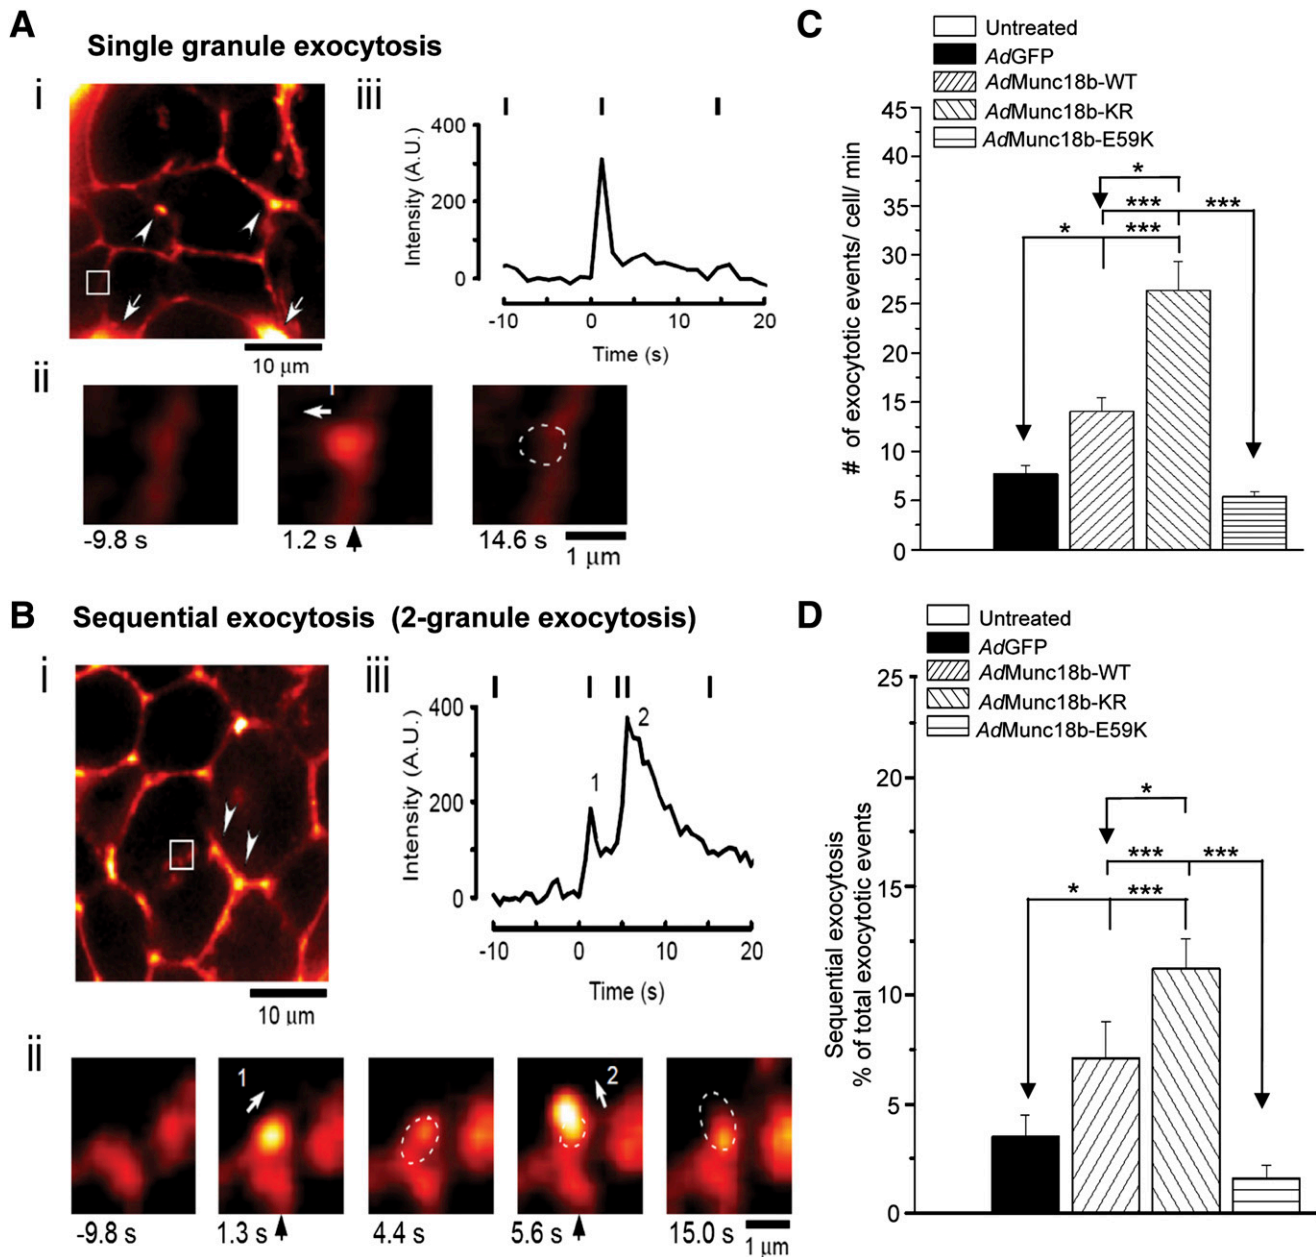 A
Single granule exocytosis
i
10 µm
iii
Intensity (A.U.)
400
200
0
-10
0
10
20
Time (s)
ii
-9.8 s
1.2 s
14.6 s
1 µm
B
Sequential exocytosis (2-granule exocytosis)
i
10 µm
iii
Intensity (A.U.)
400
200
0
1
2
-10
0
10
20
Time (s)
ii
1
2
-9.8 s
1.3 s
4.4 s
5.6 s
15.0 s
1 µm
C
Untreated
AdGFP
AdMunc18b-WT
AdMunc18b-KR
AdMunc18b-E59K
# of exocytotic events/ cell/ min
45
40
35
30
25
20
15
10
5
0
*
*** ***
* ***
D
Untreated
AdGFP
AdMunc18b-WT
AdMunc18b-KR
AdMunc18b-E59K
Sequential exocytosis
% of total exocytotic events
25
20
15
10
5
0
*
*** ***
* ***